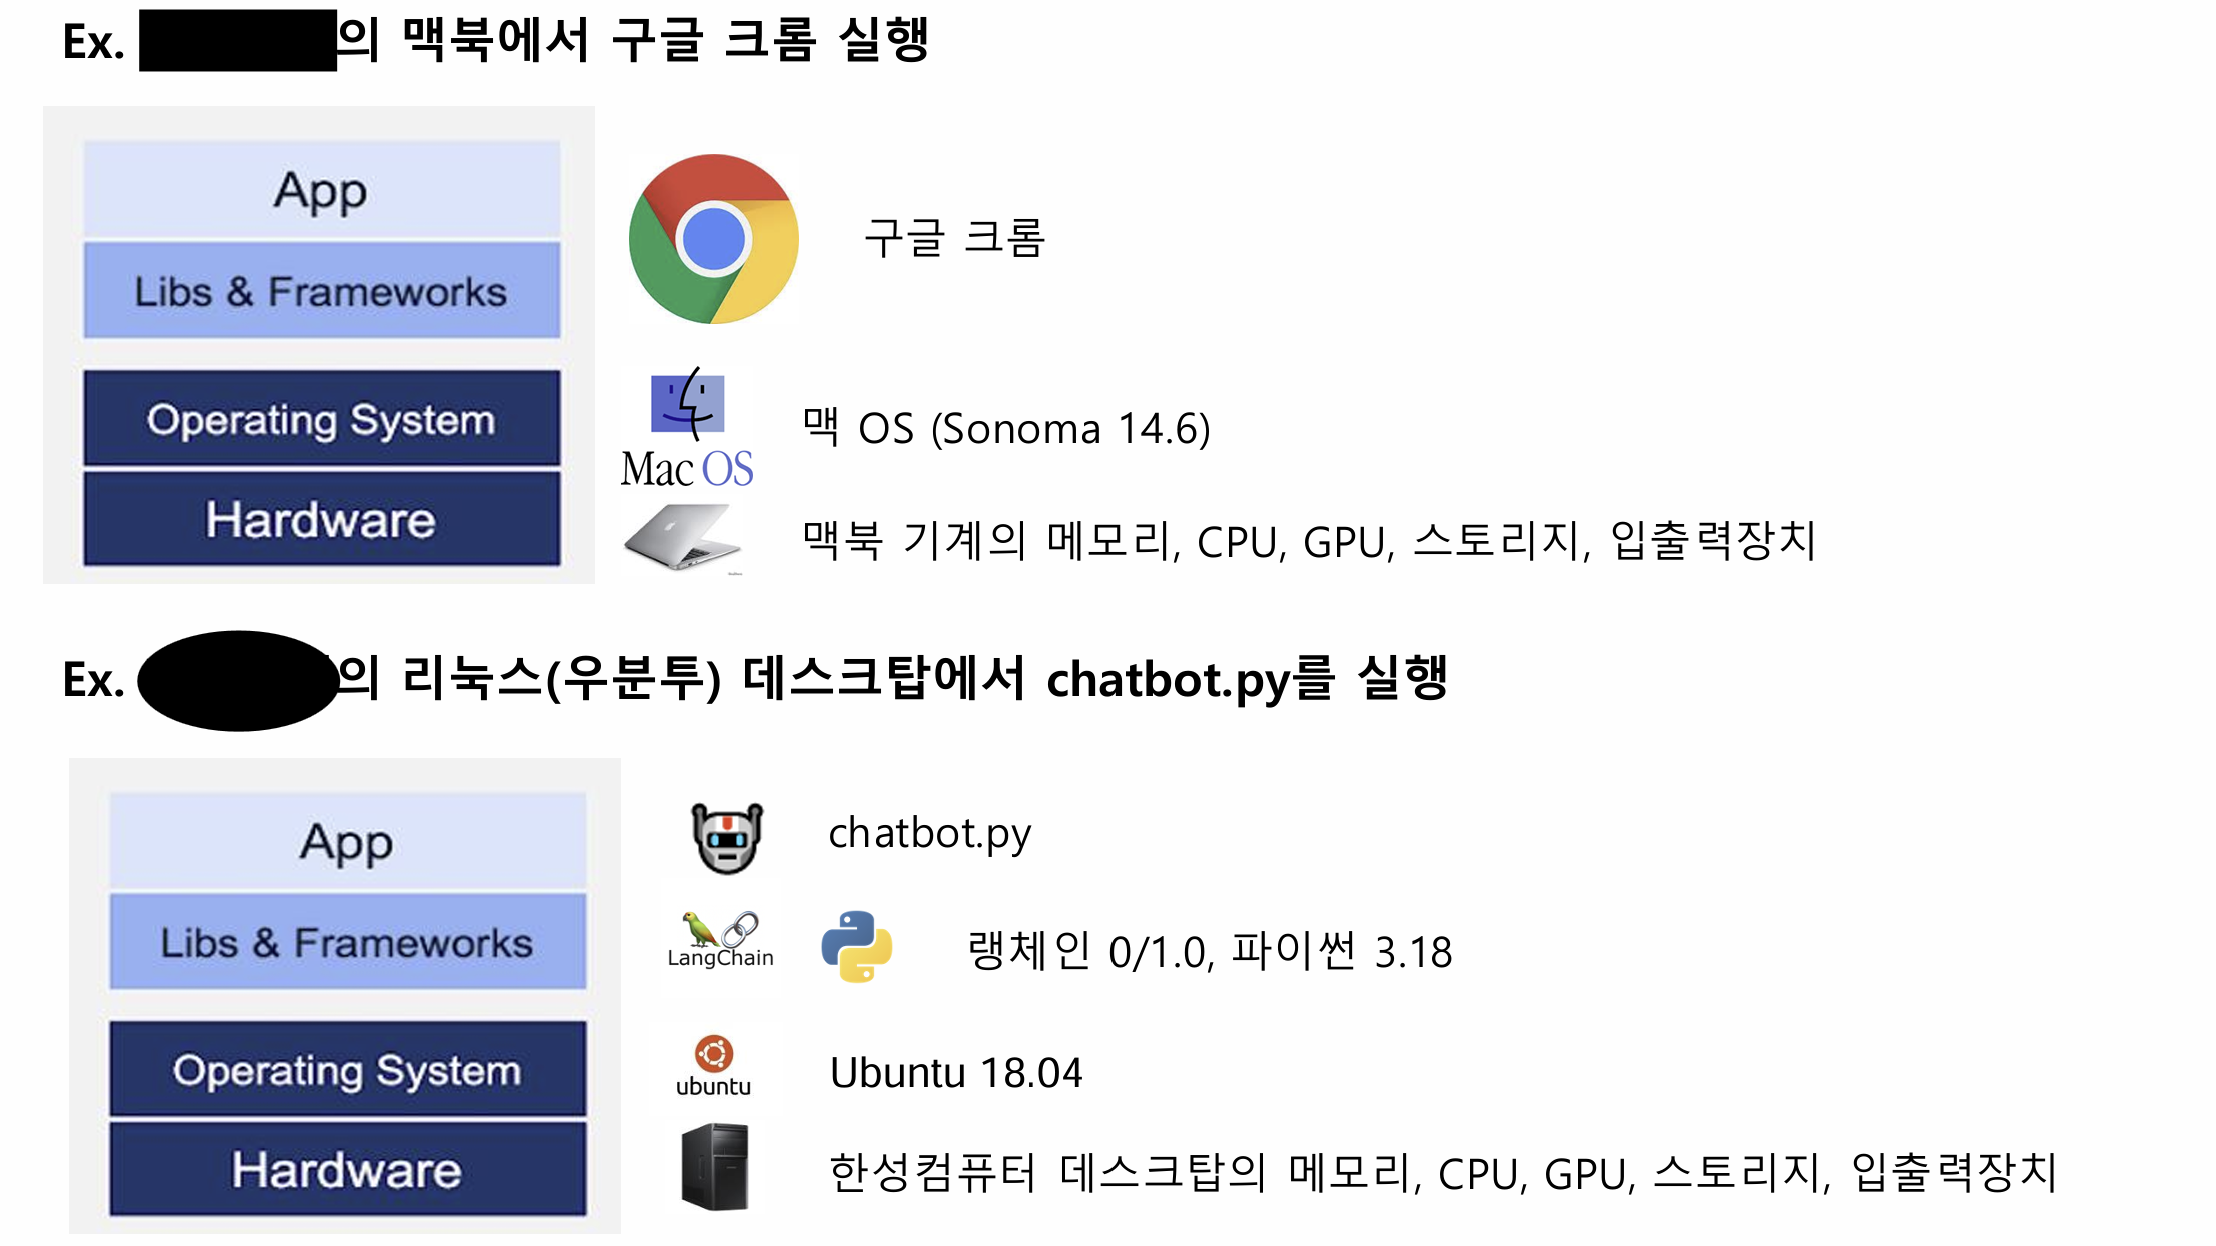 Ex. 의 맥북에서 구글 크롬 실행
App
Libs & Frameworks
구글 크롬
Operating System
Mac OS
맥 OS (Sonoma 14.6)
Hardware
맥북 기계의 메모리, CPU, GPU, 스토리지, 입출력장치
Ex. 의 리눅스(우분투) 데스크탑에서 chatbot.py를 실행
App
chatbot.py
Libs & Frameworks
LangChain
랭체인 0/1.0, 파이썬 3.18
Operating System
ubuntu
Ubuntu 18.04
Hardware
한성컴퓨터 데스크탑의 메모리, CPU, GPU, 스토리지, 입출력장치